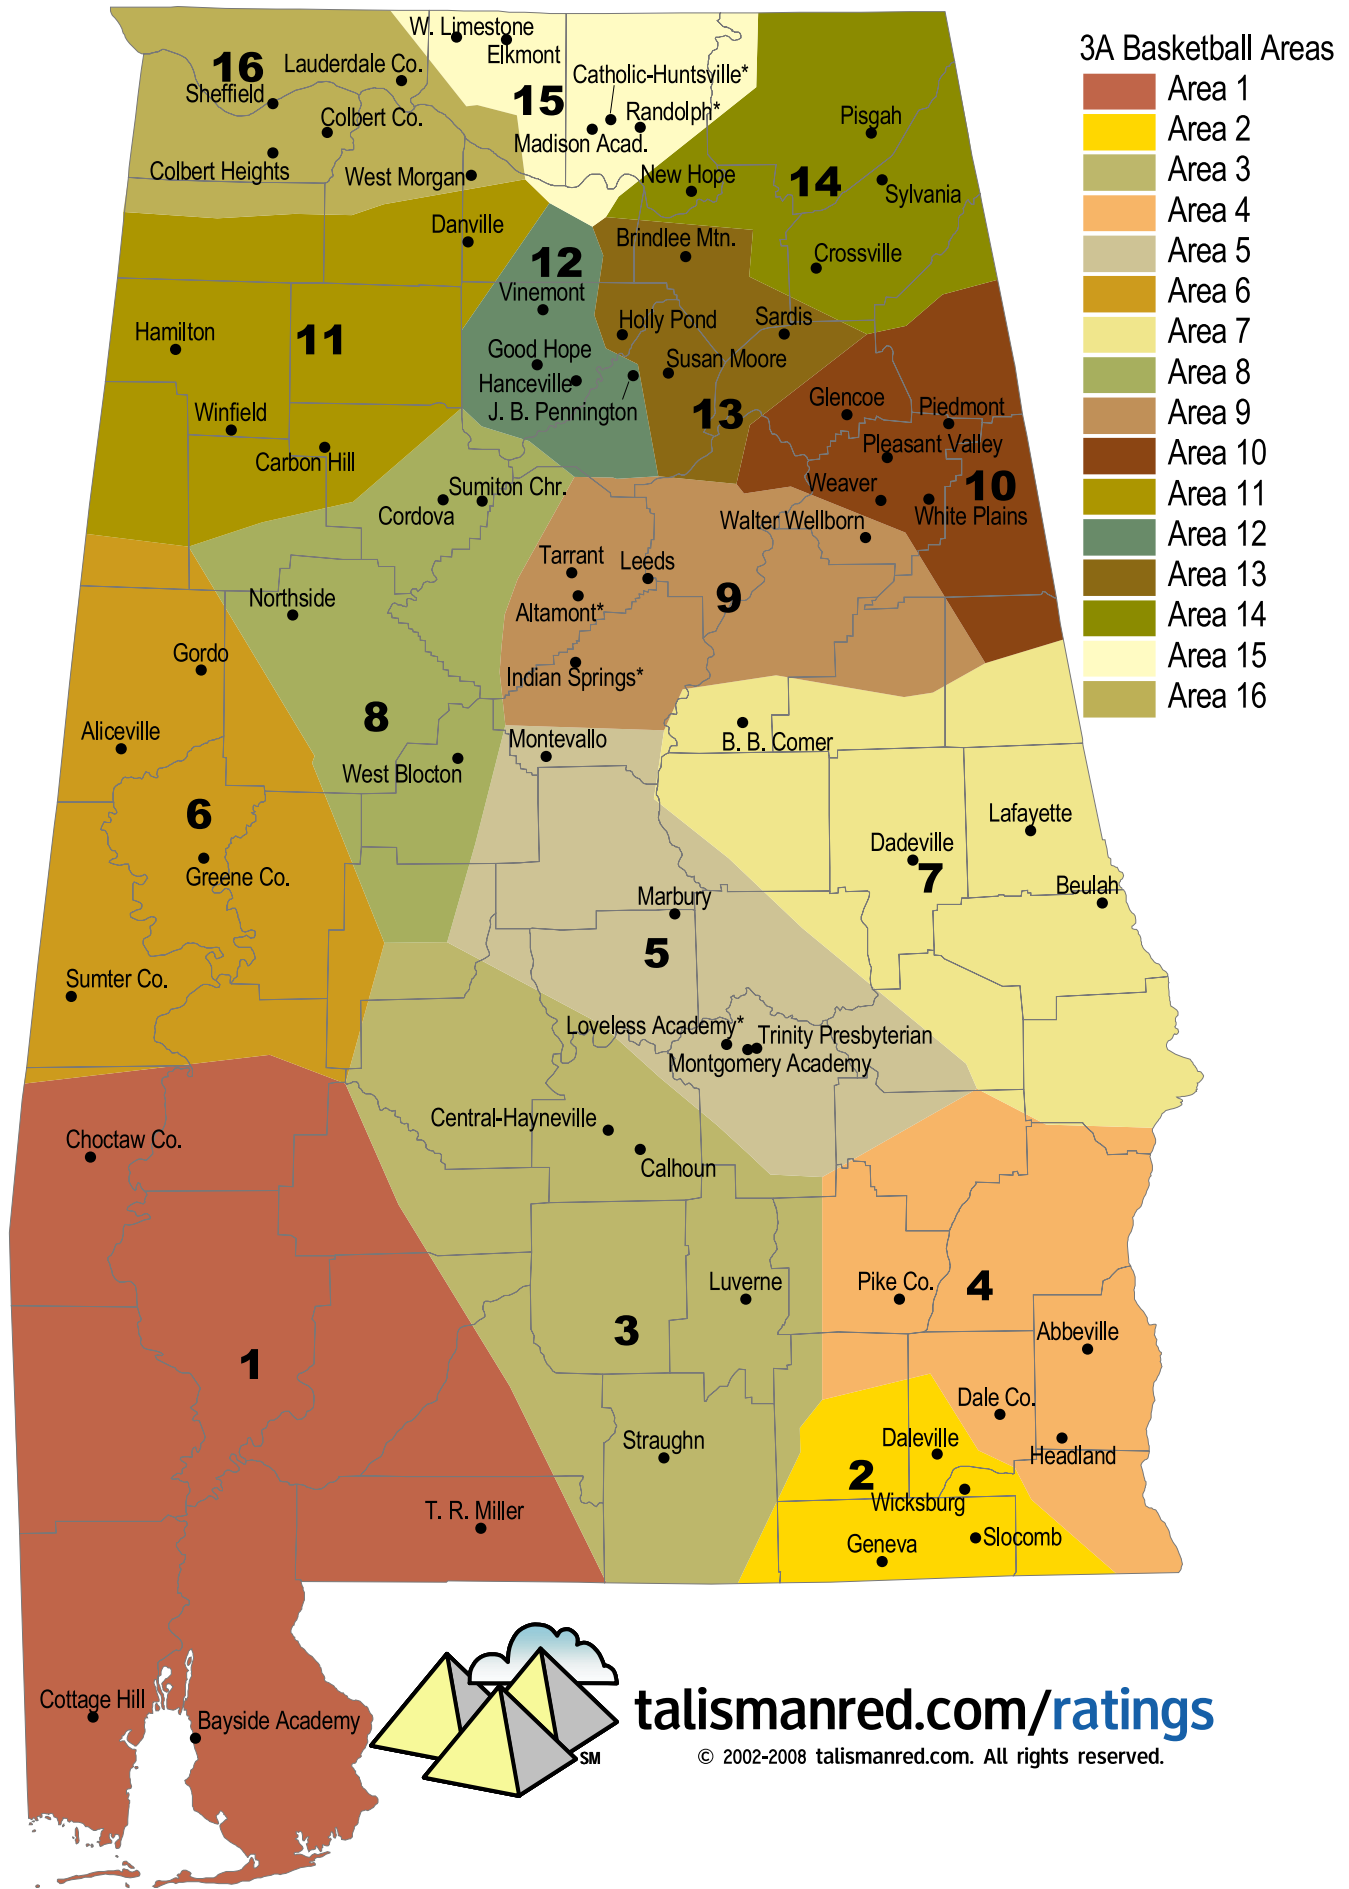 3A Basketball Areas
Area 1
Area 2
Area 3
Area 4
Area 5
Area 6
Area 7
Area 8
Area 9
Area 10
Area 11
Area 12
Area 13
Area 14
Area 15
Area 16
W. Limestone
Elkmont
16
Lauderdale Co.
Sheffield
Colbert Co.
Colbert Heights
West Morgan
15
Catholic-Huntsville*
Randolph*
Madison Acad.
Pisgah
New Hope
14
Sylvania
Crossville
Danville
12
Vinemont
Brindlee Mtn.
Hamilton
11
Good Hope
Hanceville
J. B. Pennington
Holly Pond
Sardis
Susan Moore
13
Winfield
Carbon Hill
Glencoe
Piedmont
Pleasant Valley
Weaver
10
White Plains
Sumiton Chr.
Cordova
Walter Wellborn
Tarrant
Leeds
9
Altamont*
Indian Springs*
Northside
Gordo
8
Aliceville
West Blocton
Montevallo
B. B. Comer
6
Greene Co.
Lafayette
Dadeville
7
Beulah
Marbury
5
Sumter Co.
Loveless Academy*
Trinity Presbyterian
Montgomery Academy
Choctaw Co.
Central-Hayneville
Calhoun
Luverne
Pike Co.
4
3
1
Abbeville
Dale Co.
Headland
Straughn
Daleville
2
Wicksburg
Slocomb
Geneva
T. R. Miller
Cottage Hill
Bayside Academy
SM
talismanred.com/ratings
© 2002-2008 talismanred.com. All rights reserved.